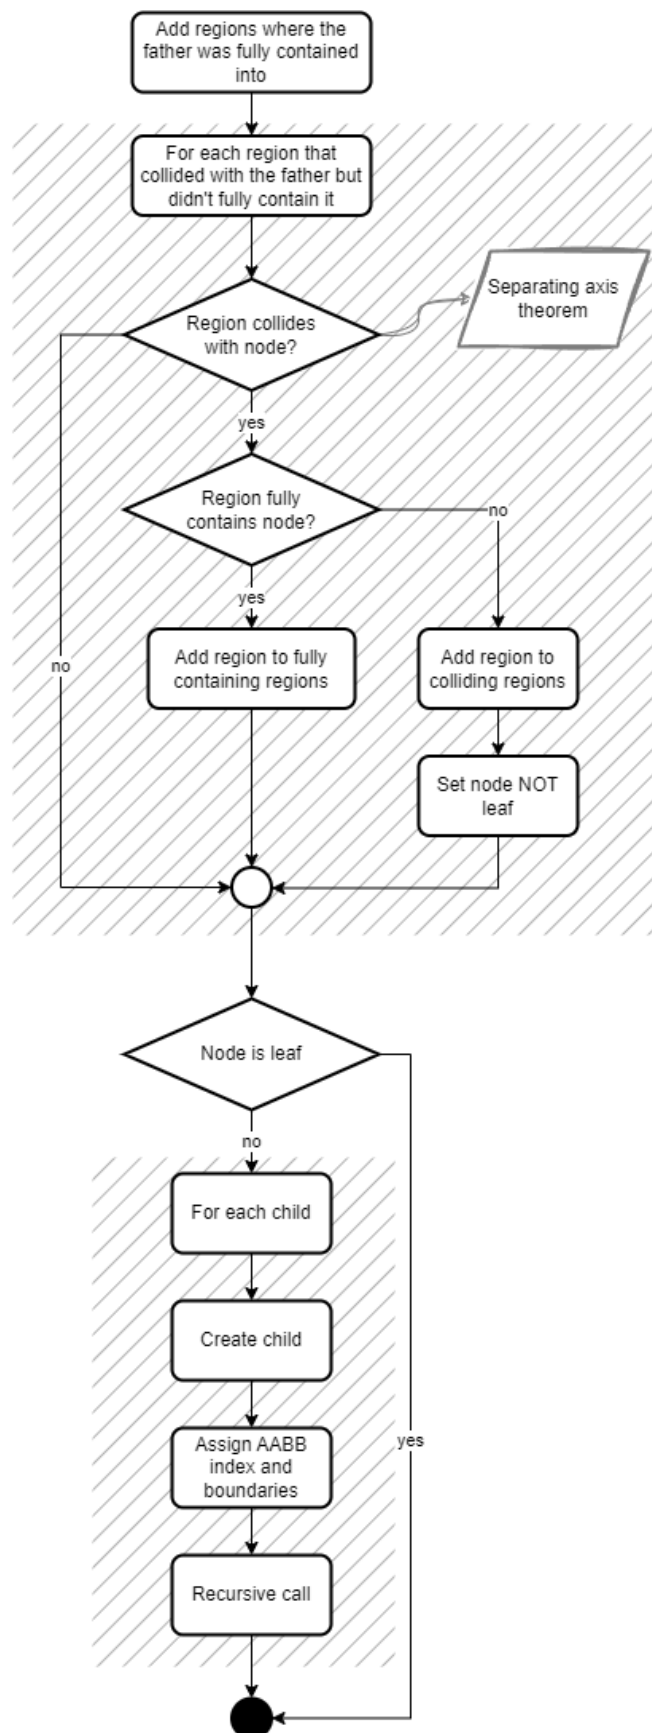 Add regions where the
father was fully contained
into
For each region that
collided with the father but
didn't fully contain it
Region collides
with node?
Separating axis
theorem
yes
Region fully
contains node?
no
yes
Add region to fully
containing regions
Add region to
colliding regions
no
Set node NOT
leaf
Node is leaf
no
For each child
Create child
Assign AABB
index and
boundaries
yes
Recursive call